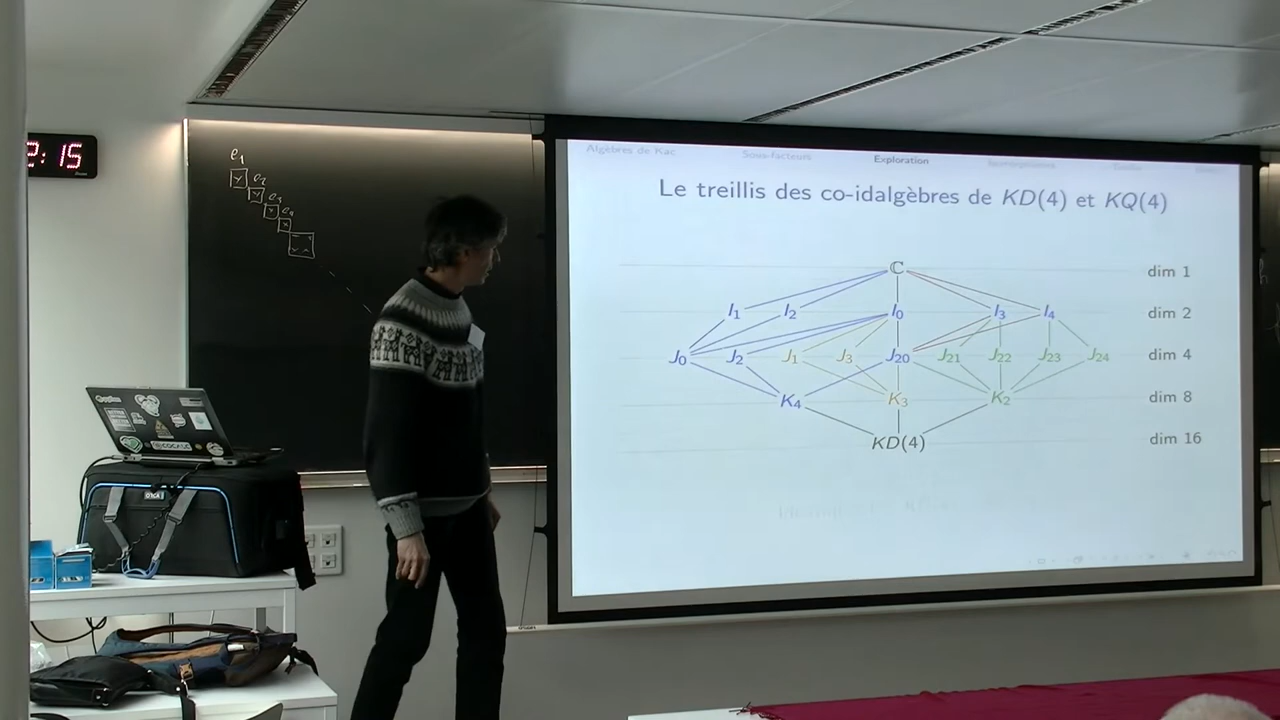 2:15
e1
e2
e3
e4
Algèbres de Kac Sous-facteurs Exploration
Le treillis des co-idalgèbres de KD(4) et KQ(4)
ℂ dim 1
I1 I2 I0 I3 I4 dim 2
J0 J2 J1 J3 J20 J21 J22 J23 J24 dim 4
K4 K3 K2 dim 8
KD(4) dim 16